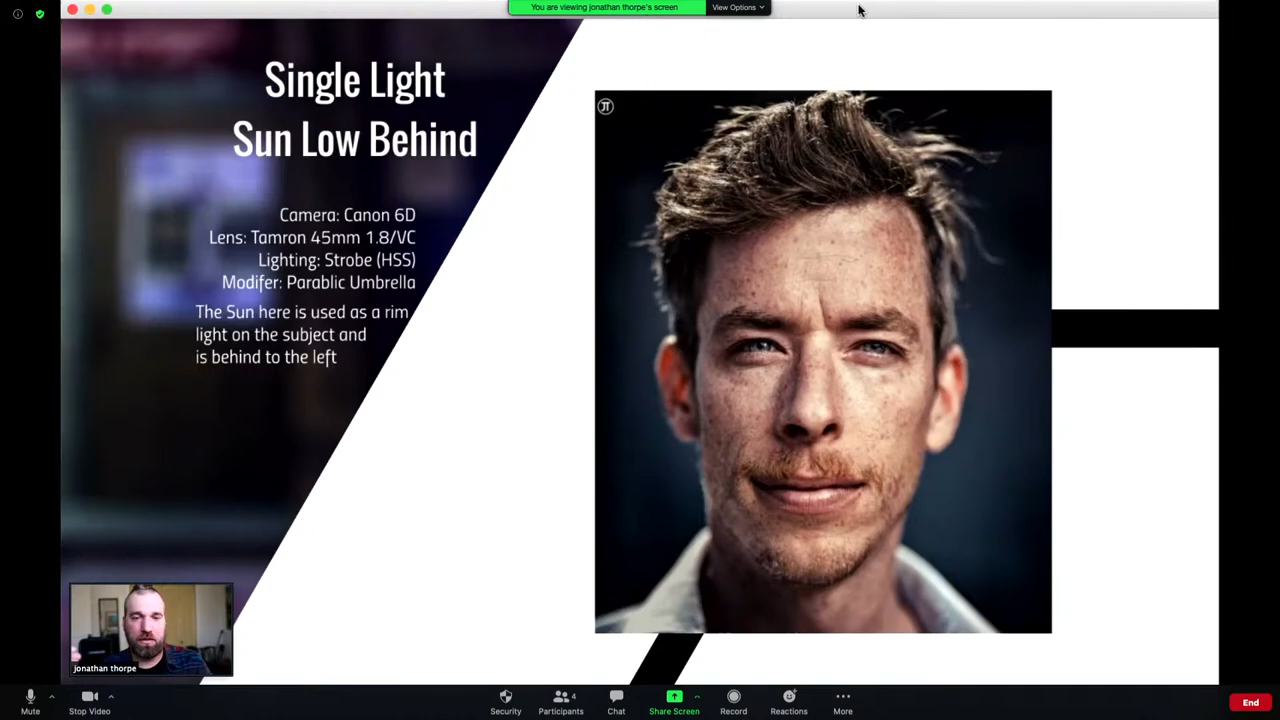 You are viewing jonathan thorpe's screen
View Options
Single Light
Sun Low Behind
Camera: Canon 6D
Lens: Tamron 45mm 1.8/VC
Lighting: Strobe (HSS)
Modifer: Parablic Umbrella
The Sun here is used as a rim
light on the subject and
is behind to the left
JT
jonathan thorpe
Mute
Stop Video
Security
Participants
4
Chat
Share Screen
Record
Reactions
More
End